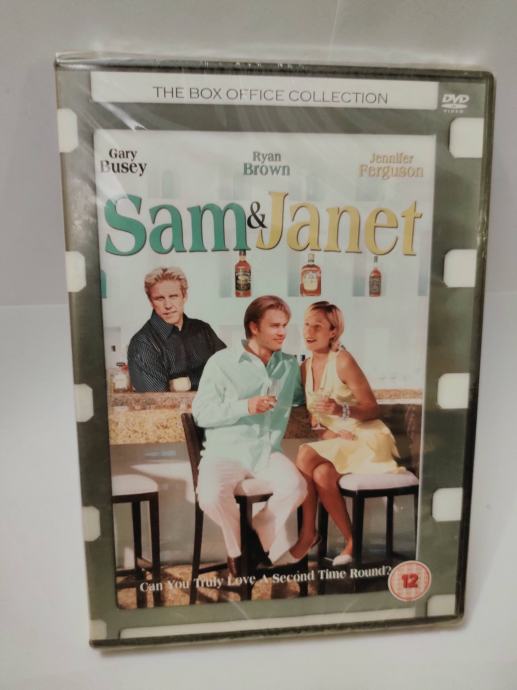 THE BOX OFFICE COLLECTION
DVD
VIDEO
Gary
Busey
Ryan
Brown
Jennifer
Ferguson
Sam & Janet
Can You Truly Love A Second Time Round?
12